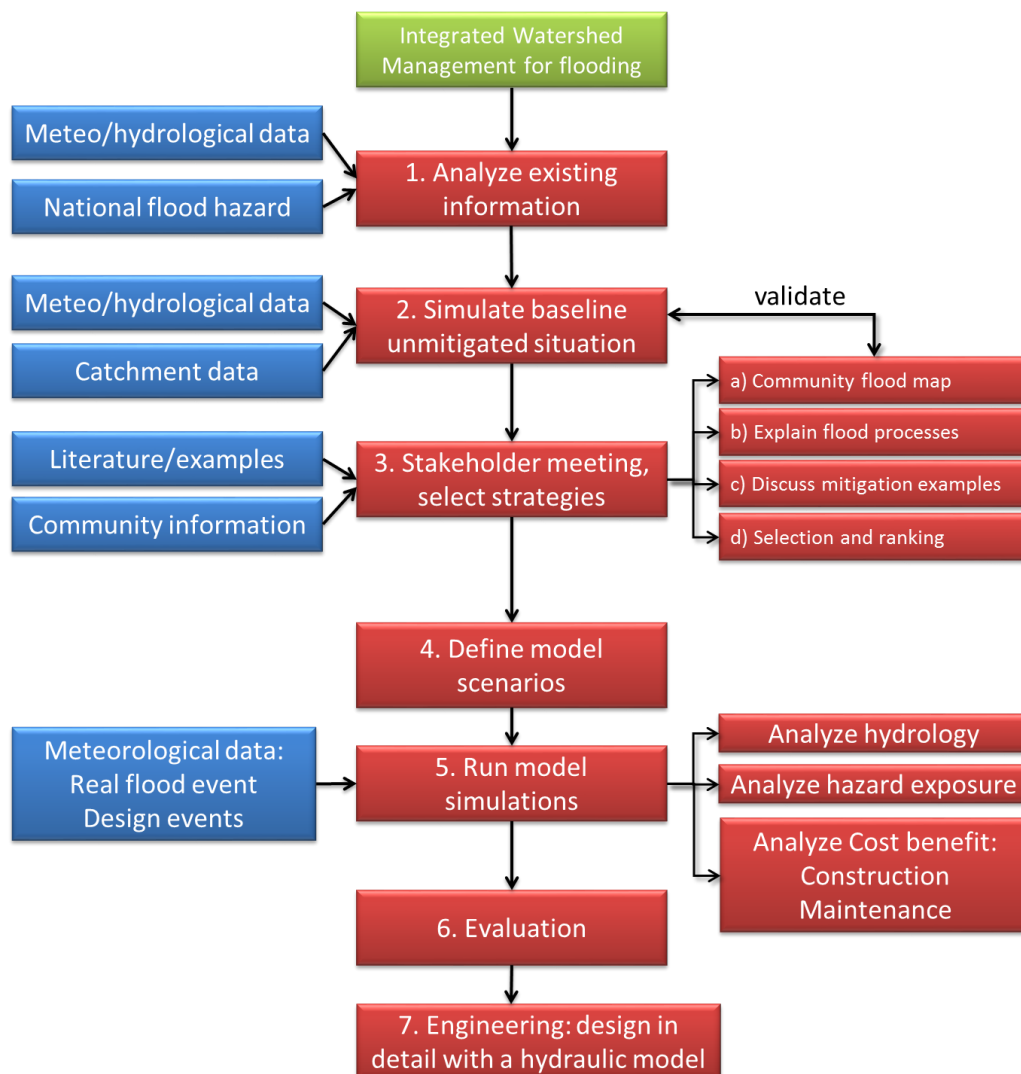 Integrated Watershed
Management for flooding
Meteo/hydrological data
National flood hazard
1. Analyze existing
information
Meteo/hydrological data
Catchment data
2. Simulate baseline
unmitigated situation
validate
a) Community flood map
b) Explain flood processes
c) Discuss mitigation examples
d) Selection and ranking
Literature/examples
Community information
3. Stakeholder meeting,
select strategies
4. Define model
scenarios
Meteorological data:
Real flood event
Design events
5. Run model
simulations
Analyze hydrology
Analyze hazard exposure
Analyze Cost benefit:
Construction
Maintenance
6. Evaluation
7. Engineering: design in
detail with a hydraulic model